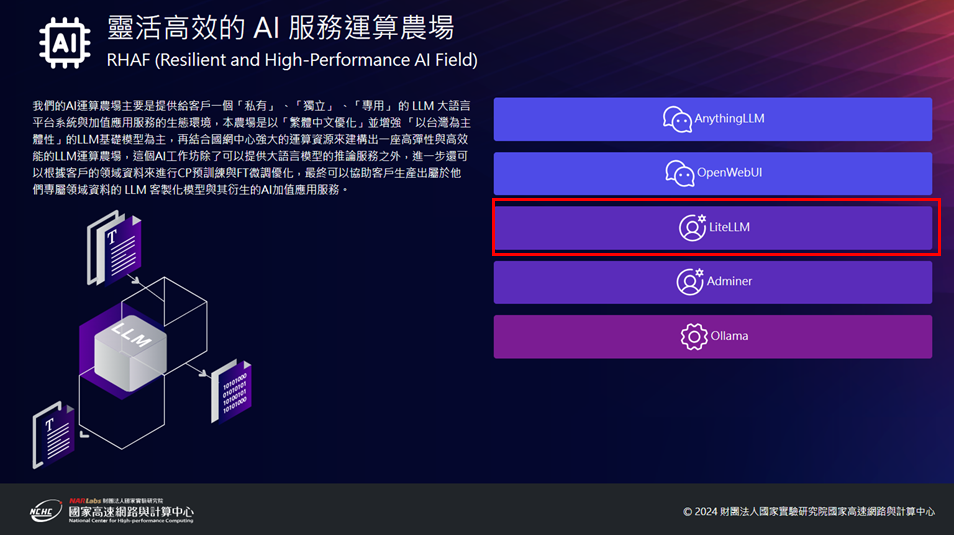 AI
靈活高效的 AI 服務運算農場
RHAF (Resilient and High-Performance AI Field)
我們的AI運算農場主要是提供給客戶一個「私有」、「獨立」、「專用」 的 LLM 大語言
平台系統與加值應用服務的生態環境，本農場是以「繁體中文優化」並增強 「以台灣為主
體性」的LLM基礎模型為主，再結合國網中心強大的運算資源來建構出一座高彈性與高效
能的LLM運算農場，這個AI工作坊除了可以提供大語言模型的推論服務之外，進一步還可
以根據客戶的領域資料來進行CP預訓練與FT微調優化，最終可以協助客戶生產出屬於他
們專屬領域資料的 LLM 客製化模型與其衍生的AI加值應用服務。
AnythingLLM
OpenWebUI
LiteLLM
Adminer
Ollama
T
LLM
10101000
01010101
10100101
10101000
T
NCHC
NARLabs 財團法人國家實驗研究院
國家高速網路與計算中心
National Center for High-performance Computing
© 2024 財團法人國家實驗研究院國家高速網路與計算中心